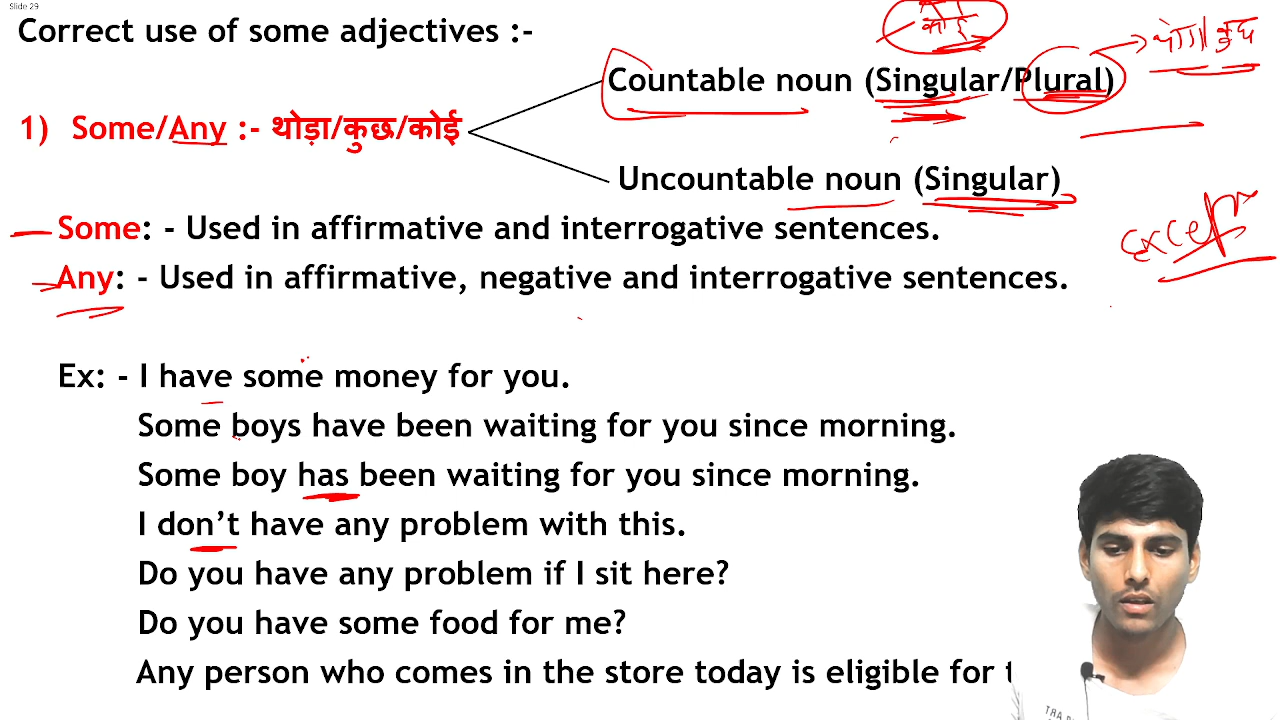 Slide 29
Correct use of some adjectives :-
कोई
थोड़ा/कुछ
Countable noun (Singular/Plural)
1) Some/Any :- थोड़ा/कुछ/कोई
Uncountable noun (Singular)
Some: - Used in affirmative and interrogative sentences.
Any: - Used in affirmative, negative and interrogative sentences.
Ex: - I have some money for you.
Some boys have been waiting for you since morning.
Some boy has been waiting for you since morning.
I don’t have any problem with this.
Do you have any problem if I sit here?
Do you have some food for me?
Any person who comes in the store today is eligible for t